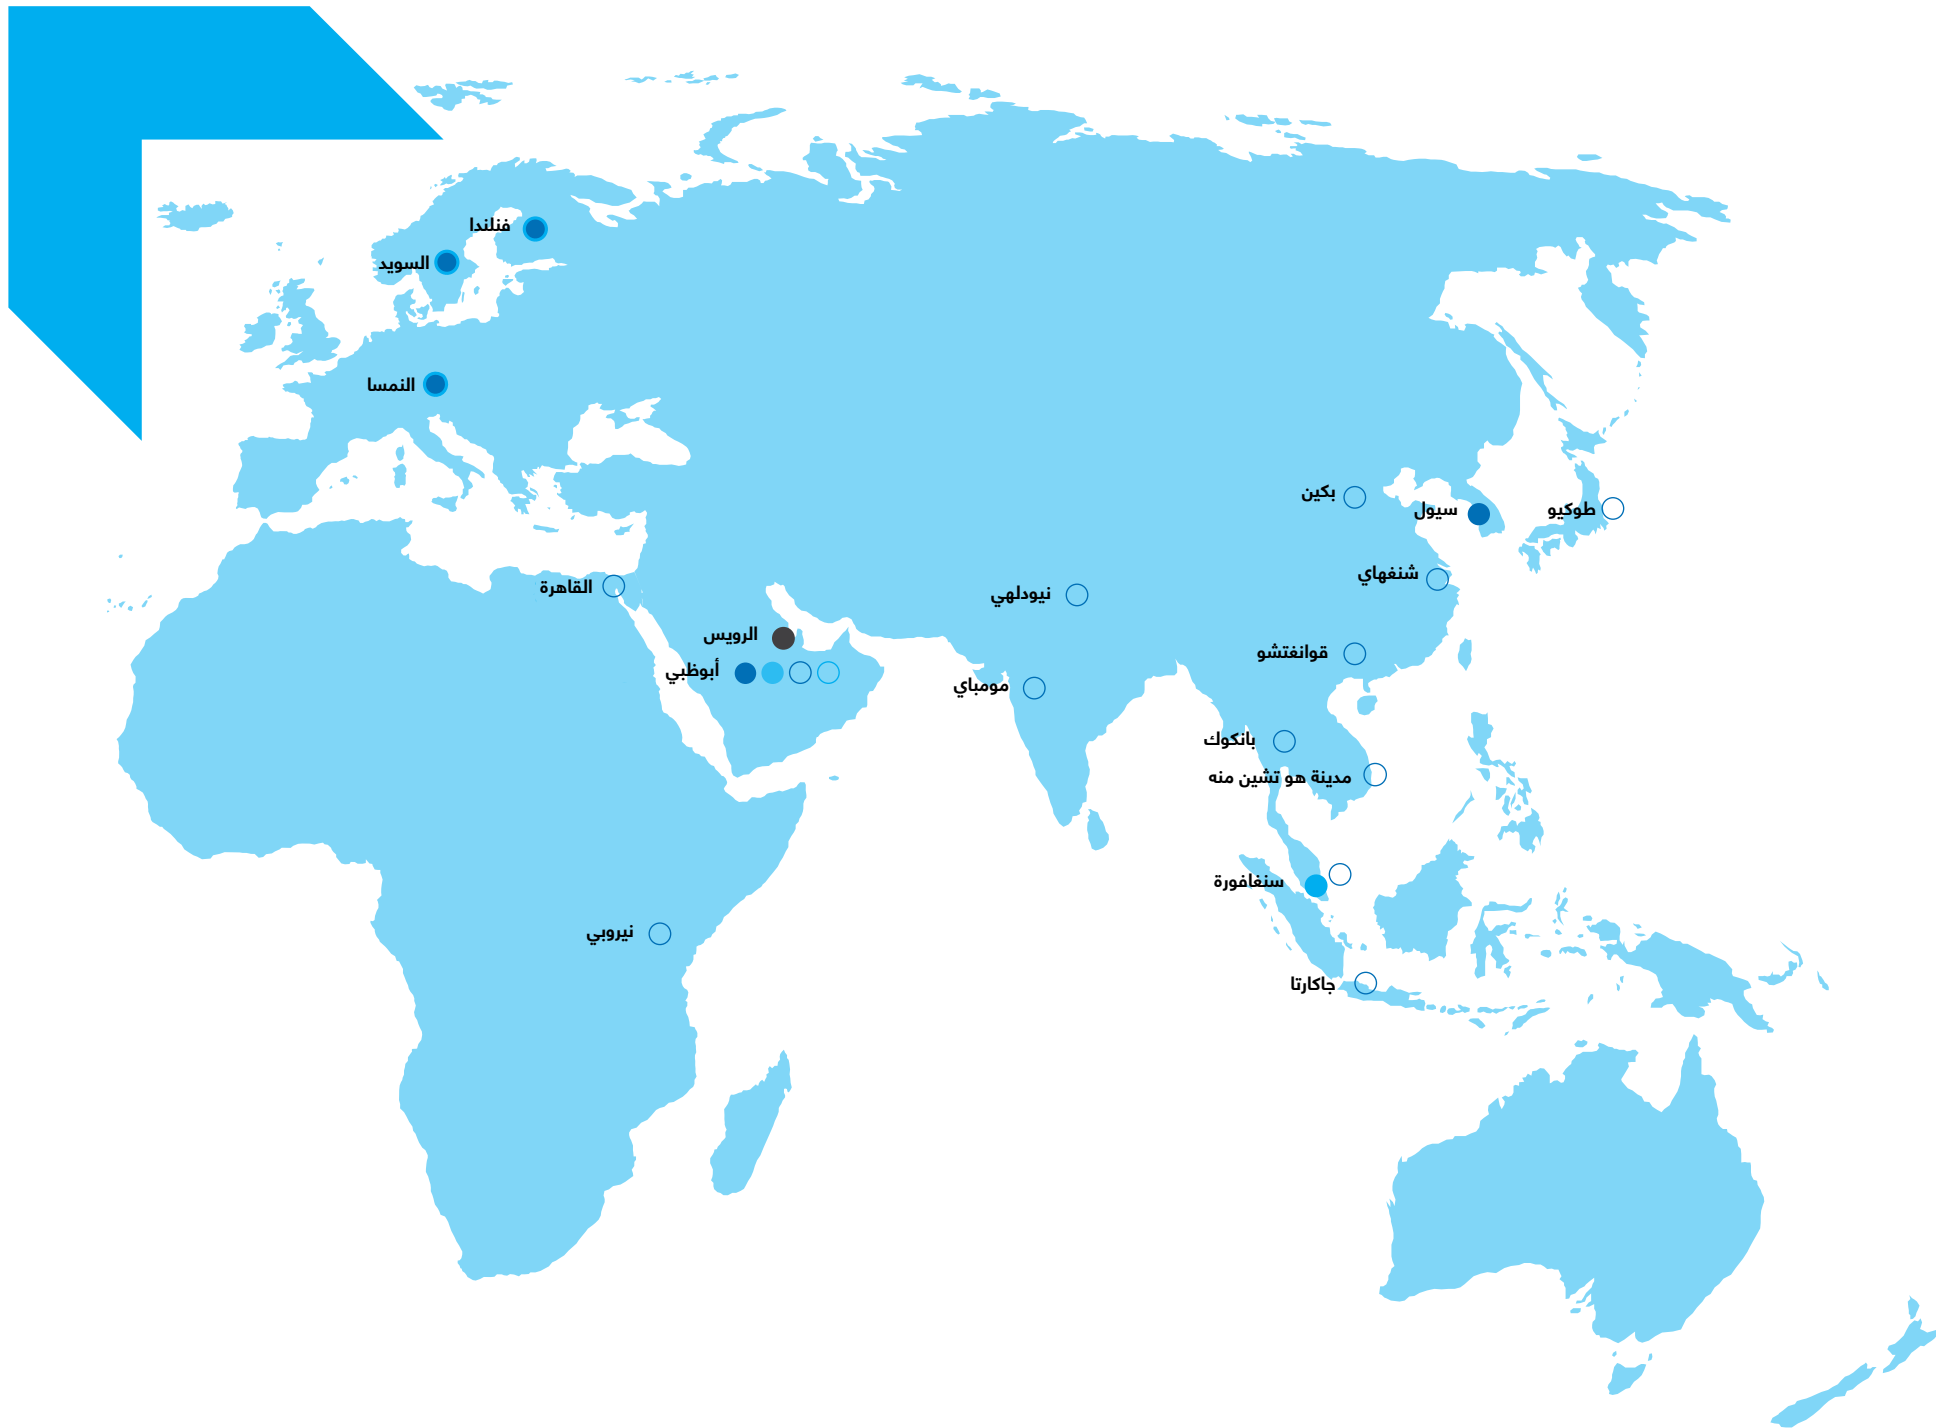 فنلندا
السويد
النمسا
بكين
سيول
طوكيو
شنغهاي
القاهرة
نيودلهي
الرويس
قوانغتشو
أبوظبي
مومباي
بانكوك
مدينة هو تشين منه
سنغافورة
نيروبي
جاكارتا